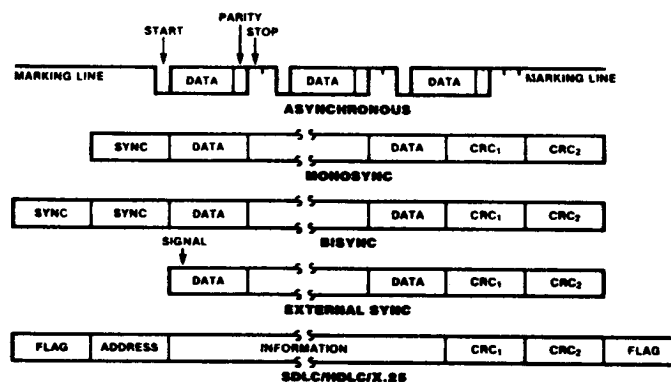 PARITY
START STOP
MARKING LINE DATA DATA DATA MARKING LINE
ASYNCHRONOUS
SYNC DATA DATA CRC₁ CRC₂
MONOSYNC
SYNC SYNC DATA DATA CRC₁ CRC₂
BISYNC
SIGNAL
DATA DATA CRC₁ CRC₂
EXTERNAL SYNC
FLAG ADDRESS INFORMATION CRC₁ CRC₂ FLAG
SDLC/HDLC/X.25